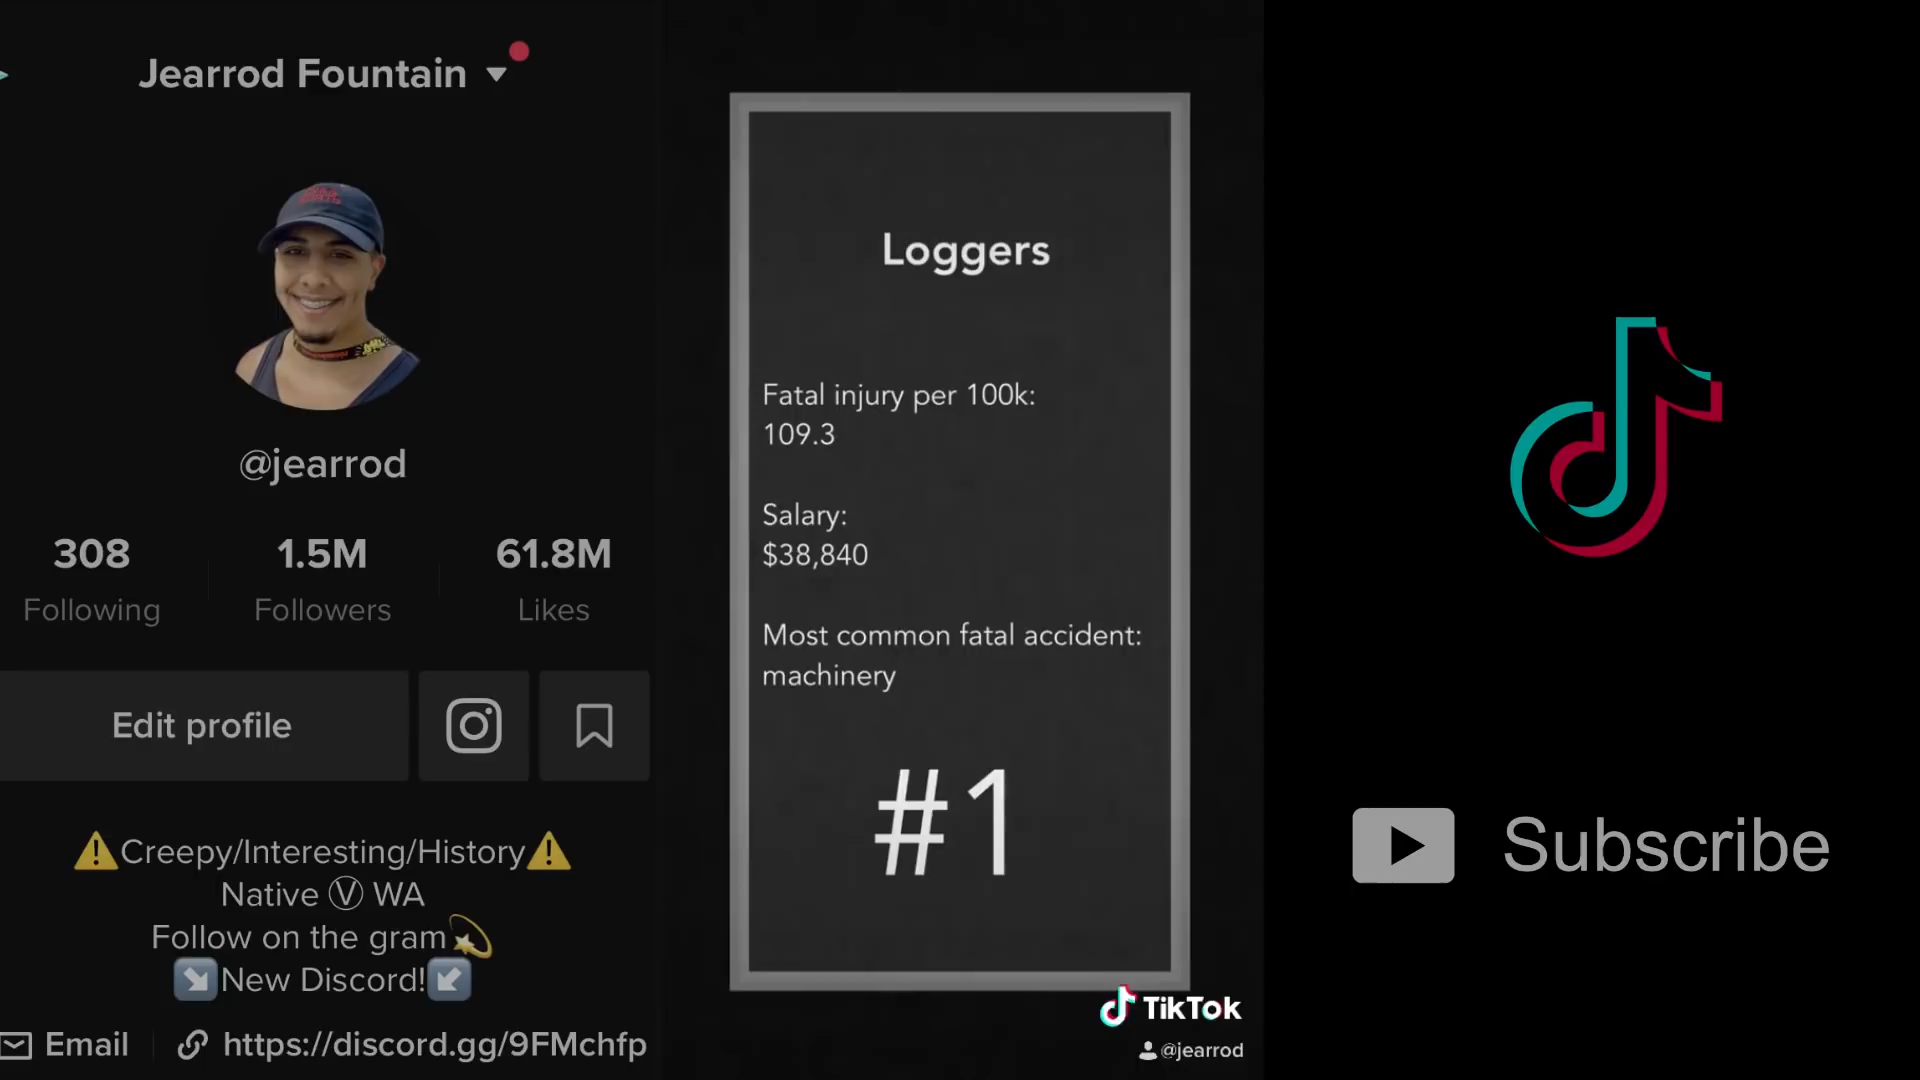 Jearrod Fountain
@jearrod
308
1.5M
61.8M
Following
Followers
Likes
Edit profile
⚠️Creepy/Interesting/History⚠️
Native Ⓥ WA
Follow on the gram💫
↘️New Discord!↙️
Email
https://discord.gg/9FMchfp
Loggers
Fatal injury per 100k:
109.3
Salary:
$38,840
Most common fatal accident:
machinery
#1
TikTok
@jearrod
Subscribe